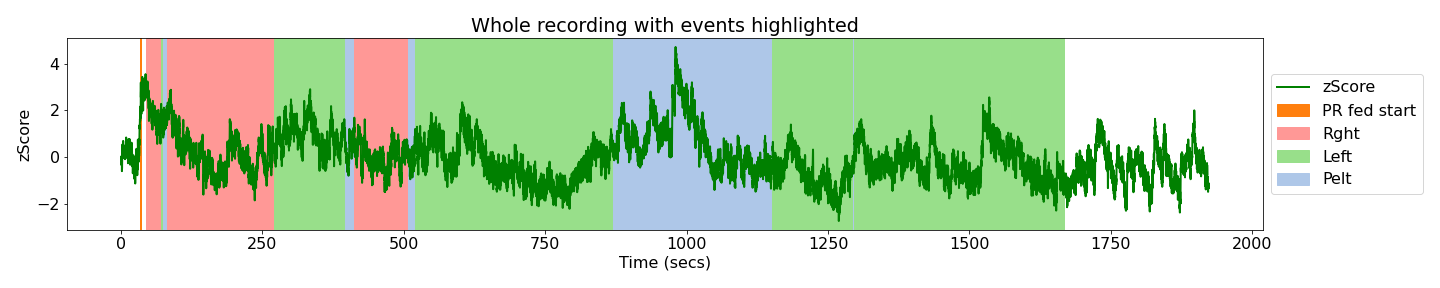 Whole recording with events highlighted
zScore
4
2
0
−2
0
250
500
750
1000
1250
1500
1750
2000
Time (secs)
zScore
PR fed start
Rght
Left
Pelt